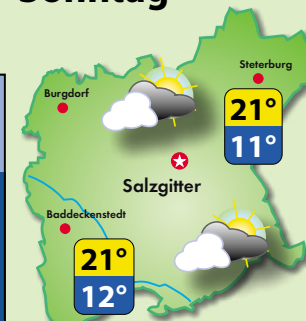 Sonntag
Steterburg
Burgdorf
21°
11°
Salzgitter
Baddeckenstedt
21°
12°